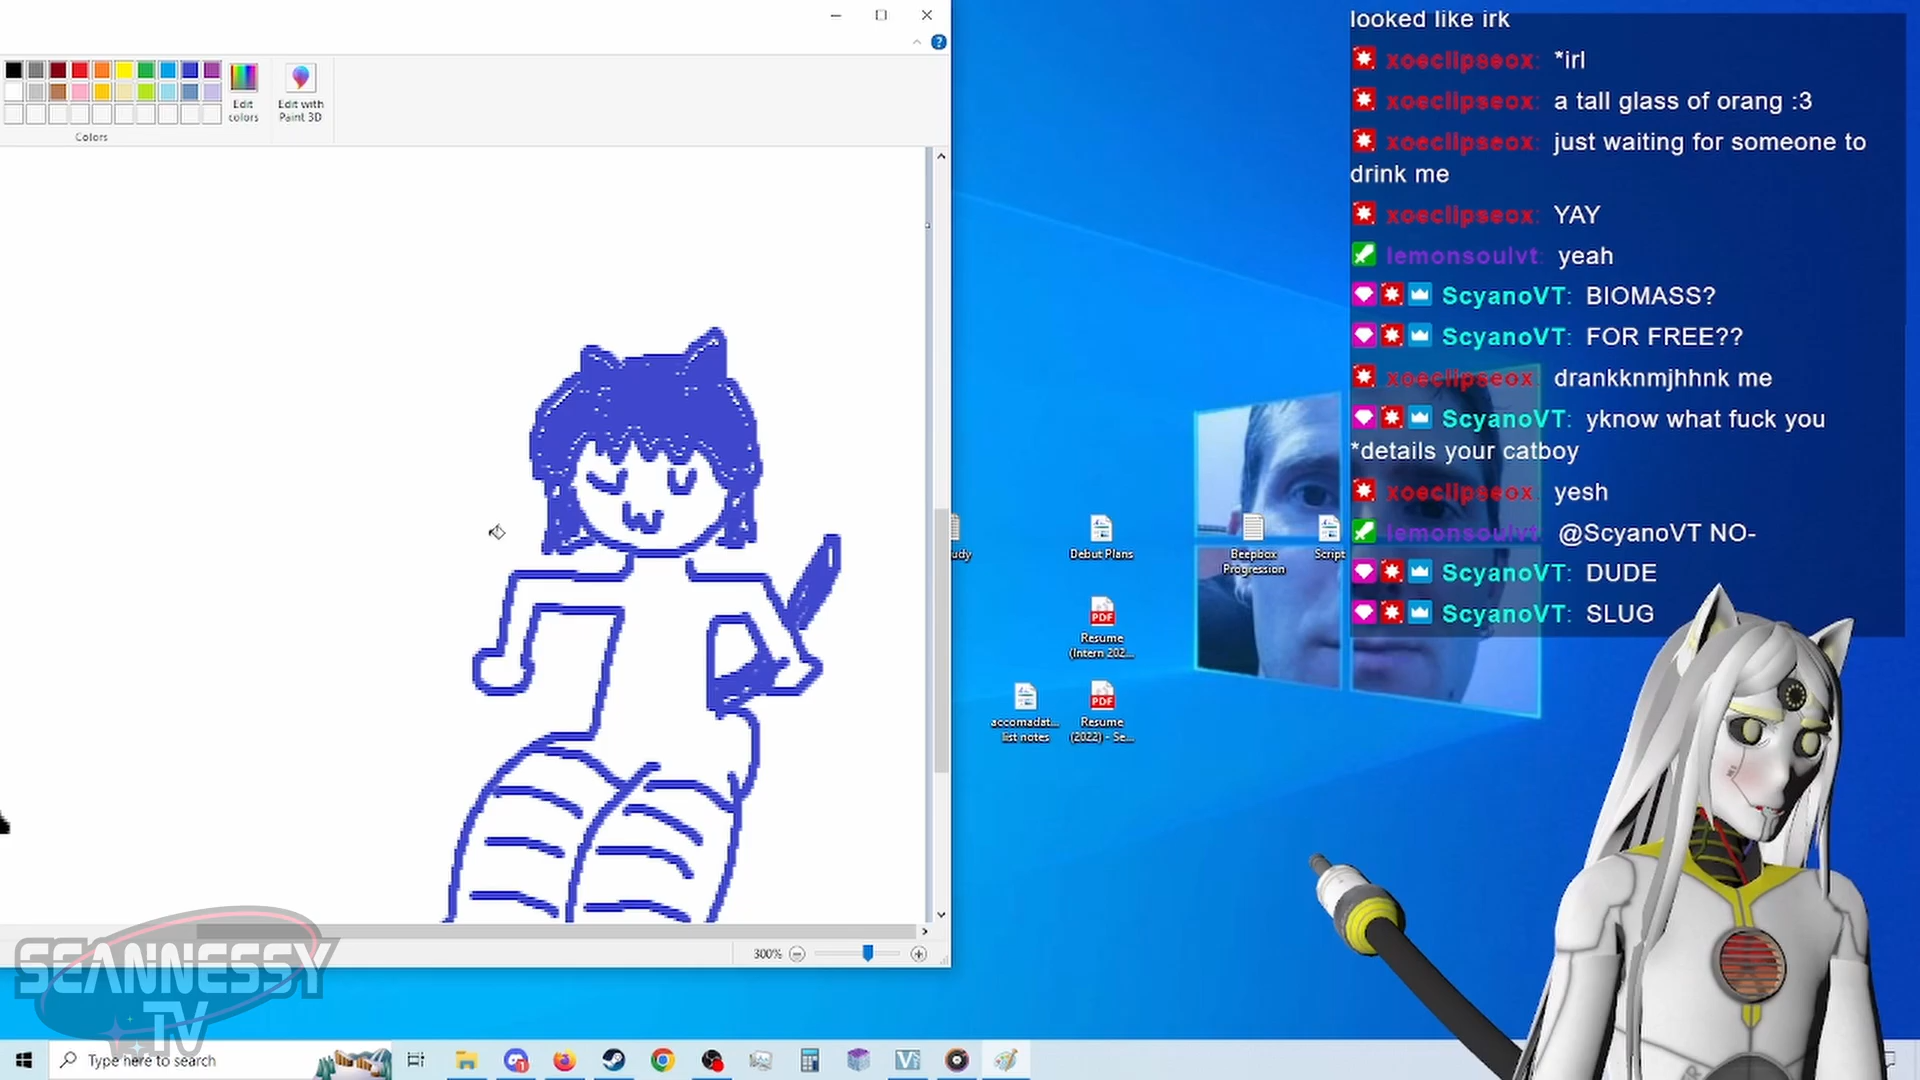 looked like irk
xoeclipseox: *irl
xoeclipseox: a tall glass of orang :3
xoeclipseox: just waiting for someone to
drink me
xoeclipseox: YAY
lemonsoulvt: yeah
ScyanoVT: BIOMASS?
ScyanoVT: FOR FREE??
xoeclipseox: drankknmjhhnk me
ScyanoVT: yknow what fuck you
*details your catboy
xoeclipseox: yesh
lemonsoulvt: @ScyanoVT NO-
ScyanoVT: DUDE
ScyanoVT: SLUG
Edit
colors
Edit with
Paint 3D
Colors
udy
Debut Plans
Beepbox
Progression
Script
Resume
(Intern 202...
accomadat...
list notes
Resume
(2022) - Se...
300%
SEANNESSY
TV
Type here to search